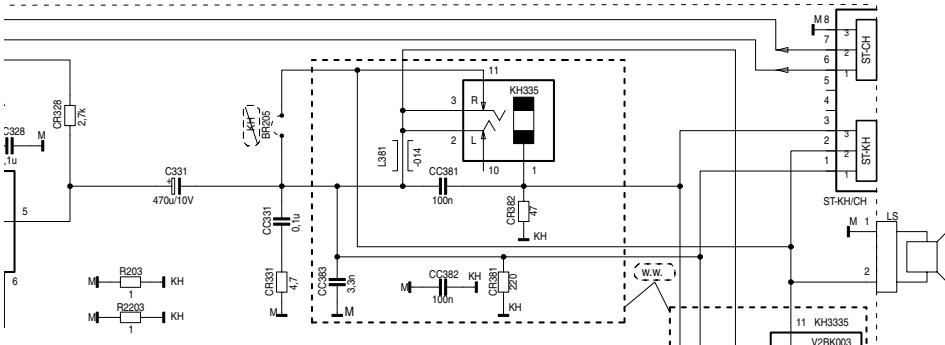 M 8
7
6
5
4
3
2
1
3
2
1
ST-CH
3
2
1
ST-KH
ST-KH/CH
11
KH335
3 R
2 L
10
1
CR328
2,7k
C328
,1u
M
KH
BR205
L381
-014
C331
+
470u/10V
CC381
100n
CR382
47
KH
5
6
CC331
0,1u
CR331
4,7
M
CC383
3,3n
M
M CC382 KH
100n
CR381
220
KH
M R203 KH
1
M R2203 KH
1
w.w.
M 1
LS
2
11 KH3335
V2BK003